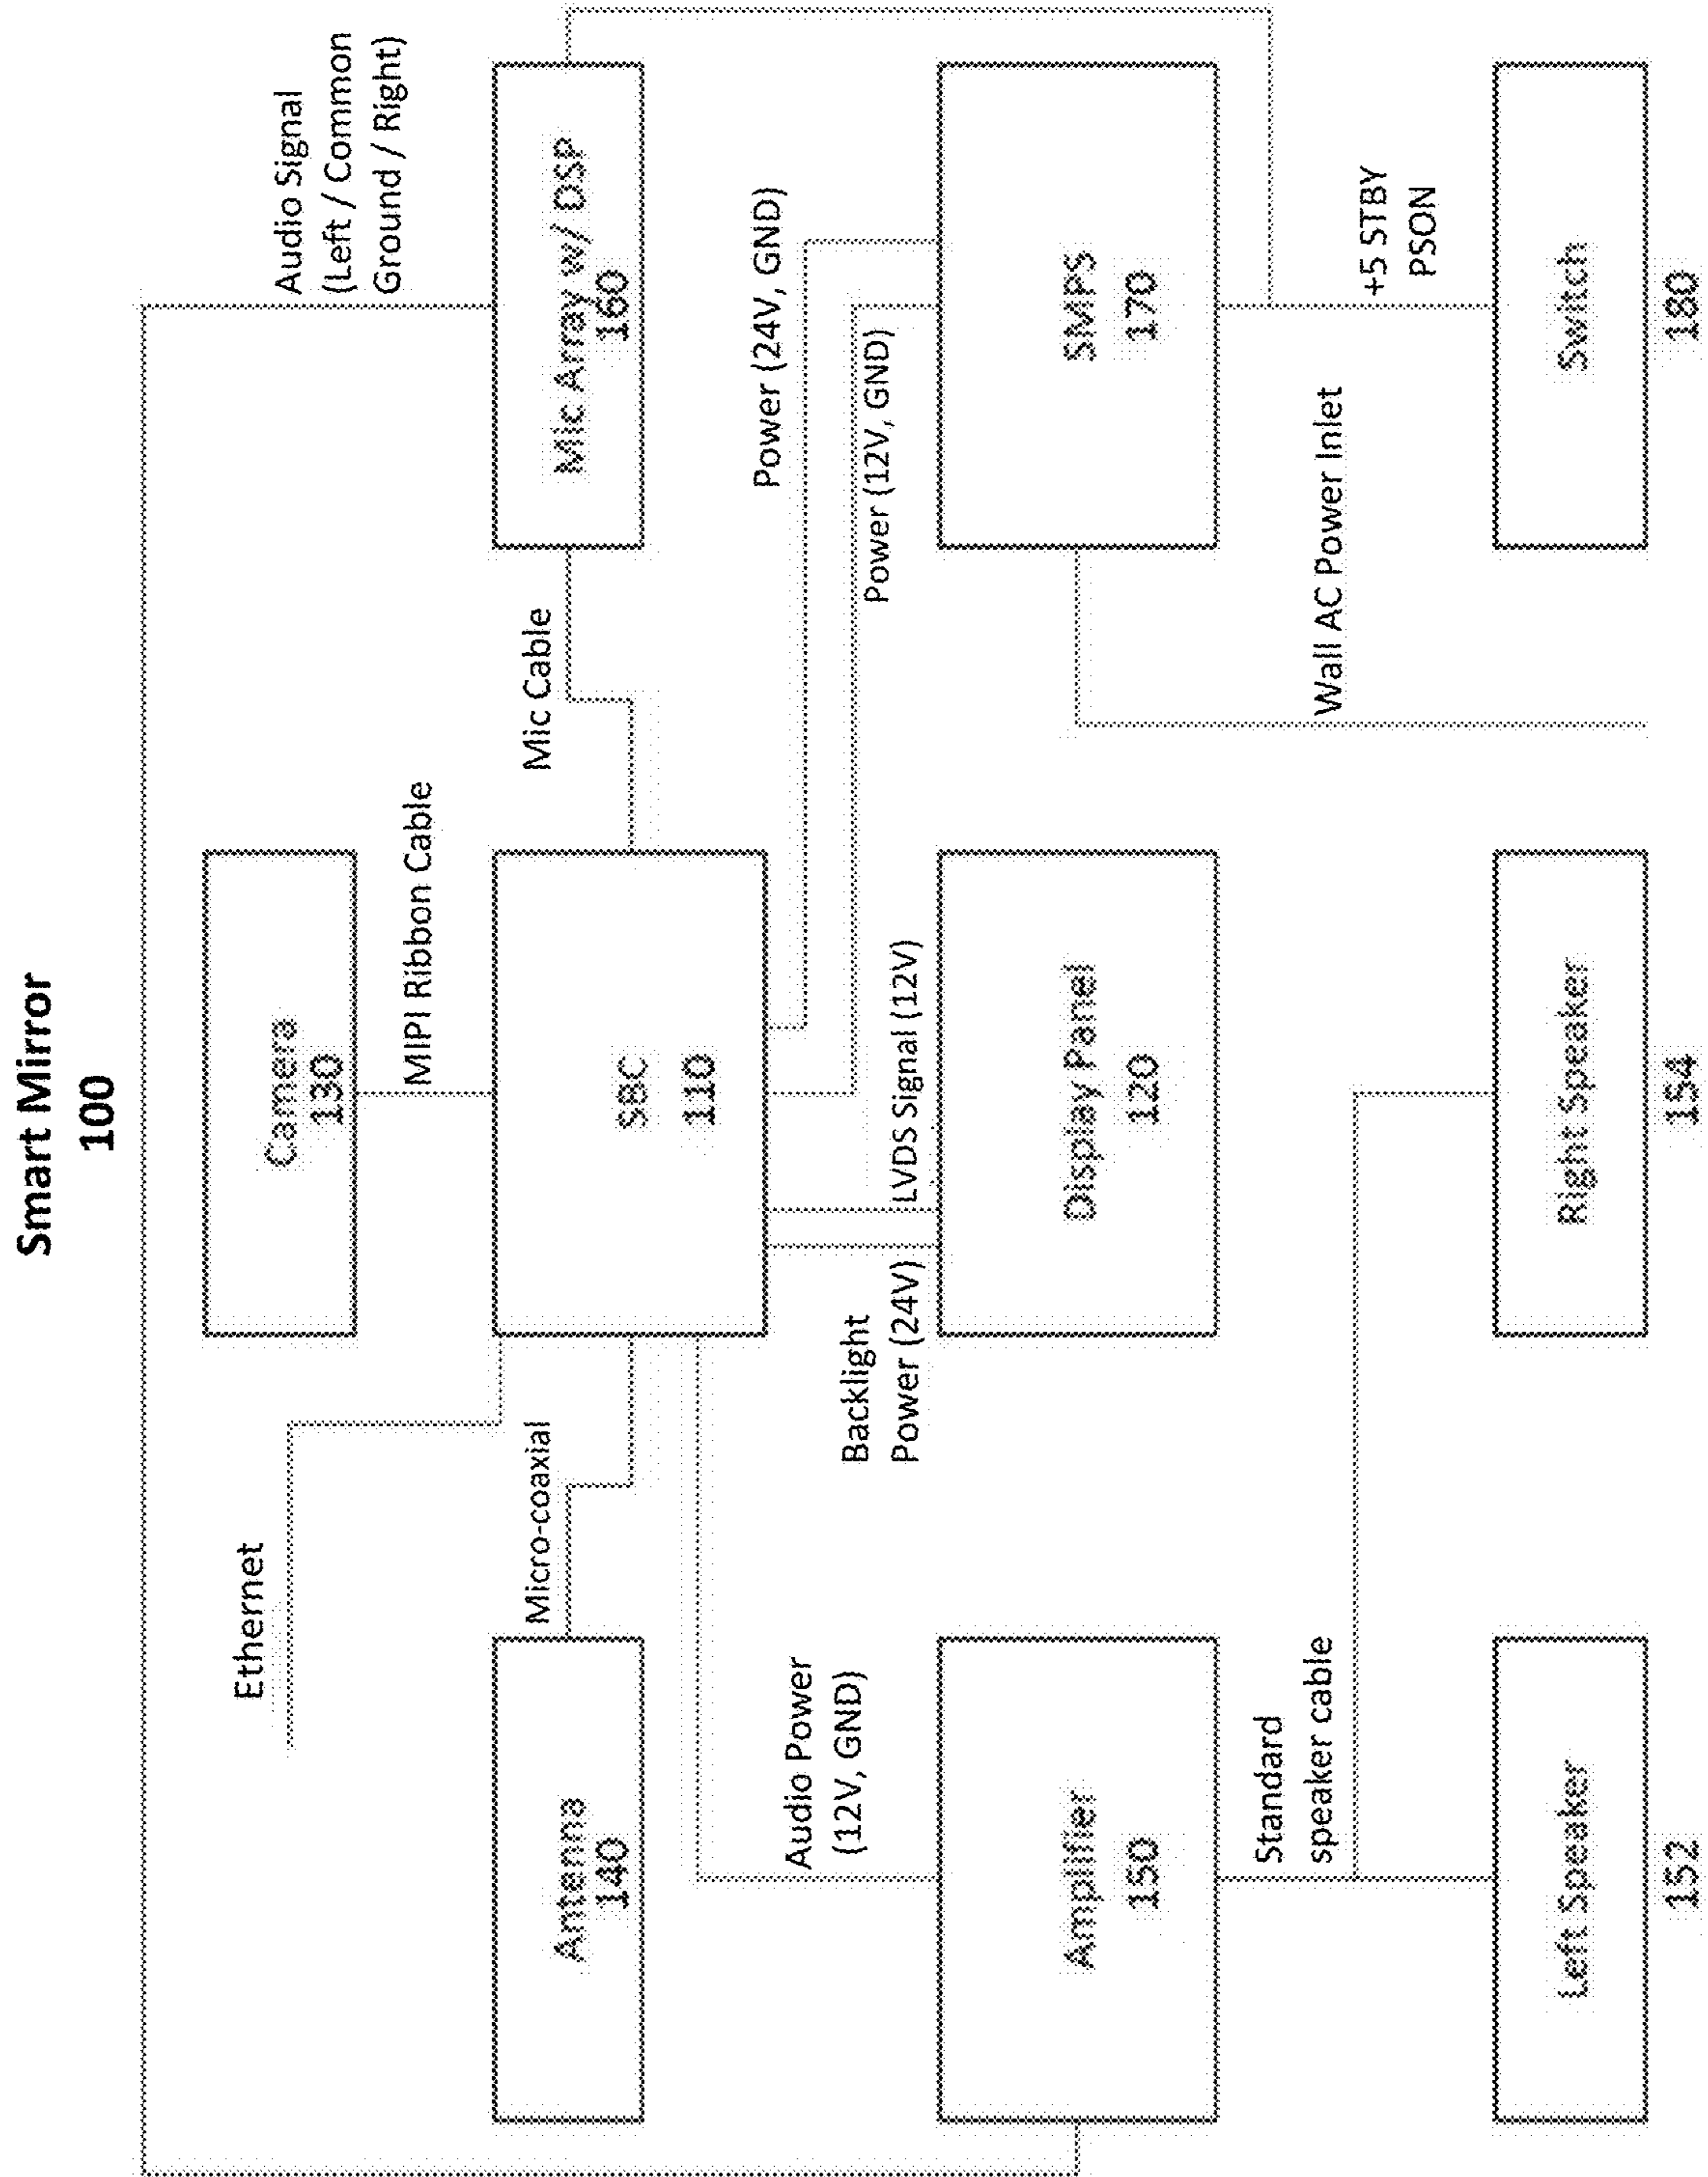 Smart Mirror
100
Ethernet
Camera
130
MIPI Ribbon Cable
Audio Signal
(Left / Common
Ground / Right)
Antenna
140
Micro-coaxial
SBC
110
Mic Cable
Mic Array w/ DSP
160
Audio Power
(12V, GND)
Backlight
Power (24V)
LVDS Signal (12V)
Power (24V, GND)
Power (12V, GND)
Amplifier
150
Display Panel
120
SMPS
170
Standard
speaker cable
Wall AC Power Inlet
+5 STBY
PSON
Left Speaker
152
Right Speaker
154
Switch
180